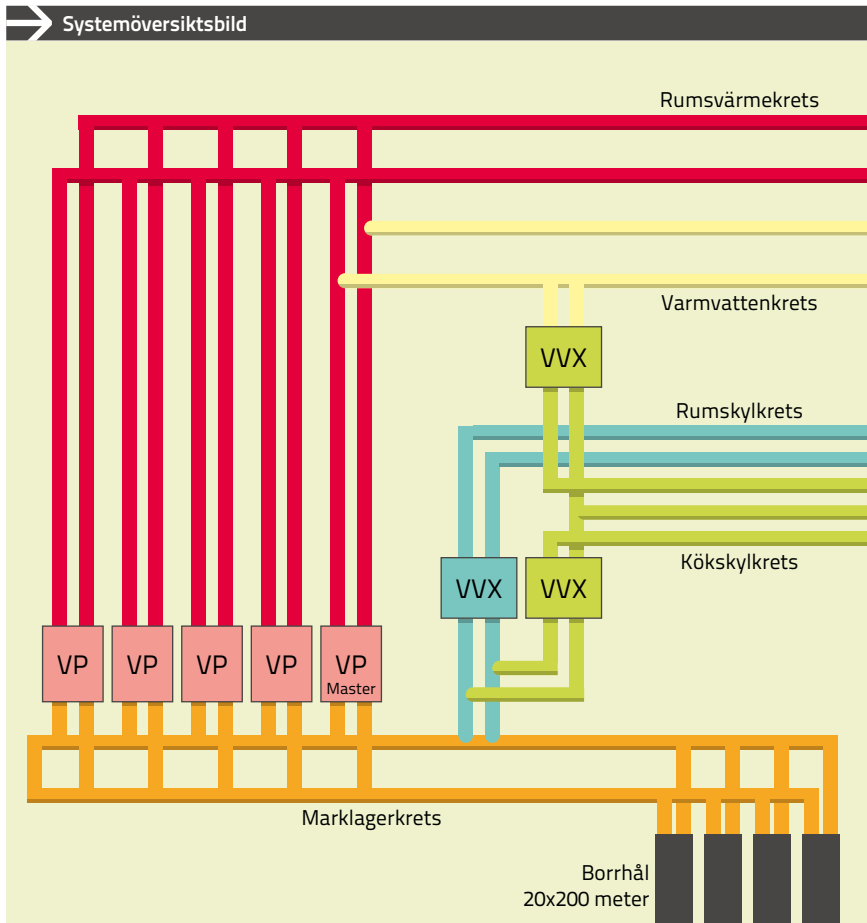 Systemöversiktsbild
Rumsvärmekrets
Varmvattenkrets
VVX
Rumskylkrets
VVX
VVX
Kökskylkrets
VP
VP
VP
VP
VP
Master
Marklagerkrets
Borrhål
20x200 meter